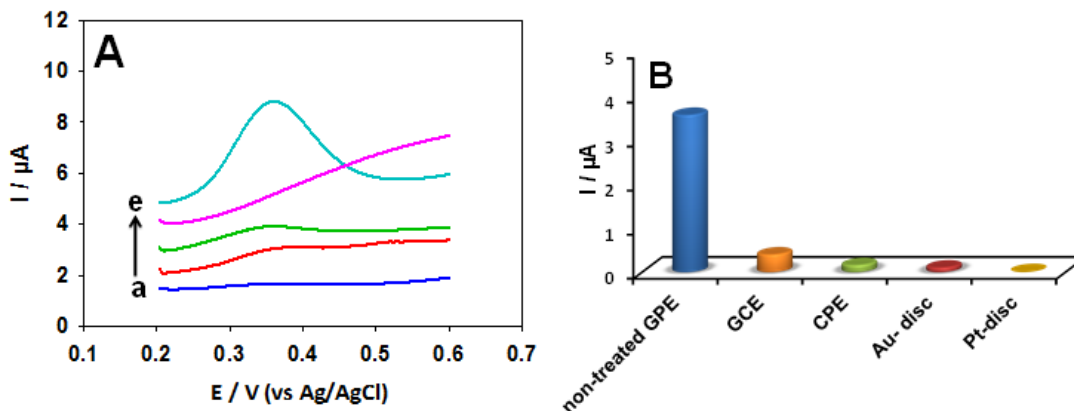 A
12
10
8
6
4
2
0
I / µA
e
a
0.1 0.2 0.3 0.4 0.5 0.6 0.7
E / V (vs Ag/AgCl)
B
5
4
3
2
1
0
I / µA
non-treated GPE
GCE
CPE
Au- disc
Pt-disc